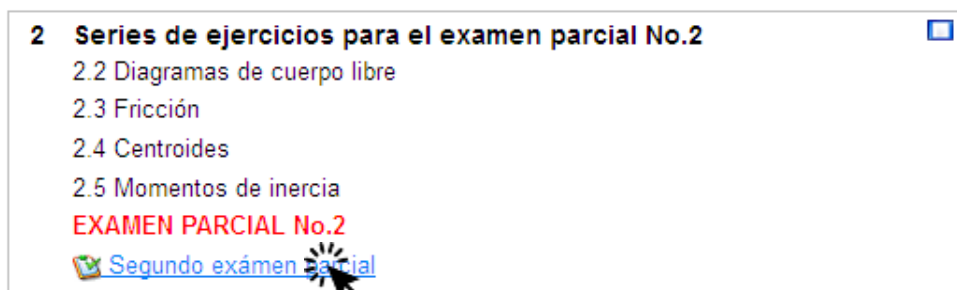 2 Series de ejercicios para el examen parcial No.2
2.2 Diagramas de cuerpo libre
2.3 Fricción
2.4 Centroides
2.5 Momentos de inercia
EXAMEN PARCIAL No.2
Segundo exámen parcial